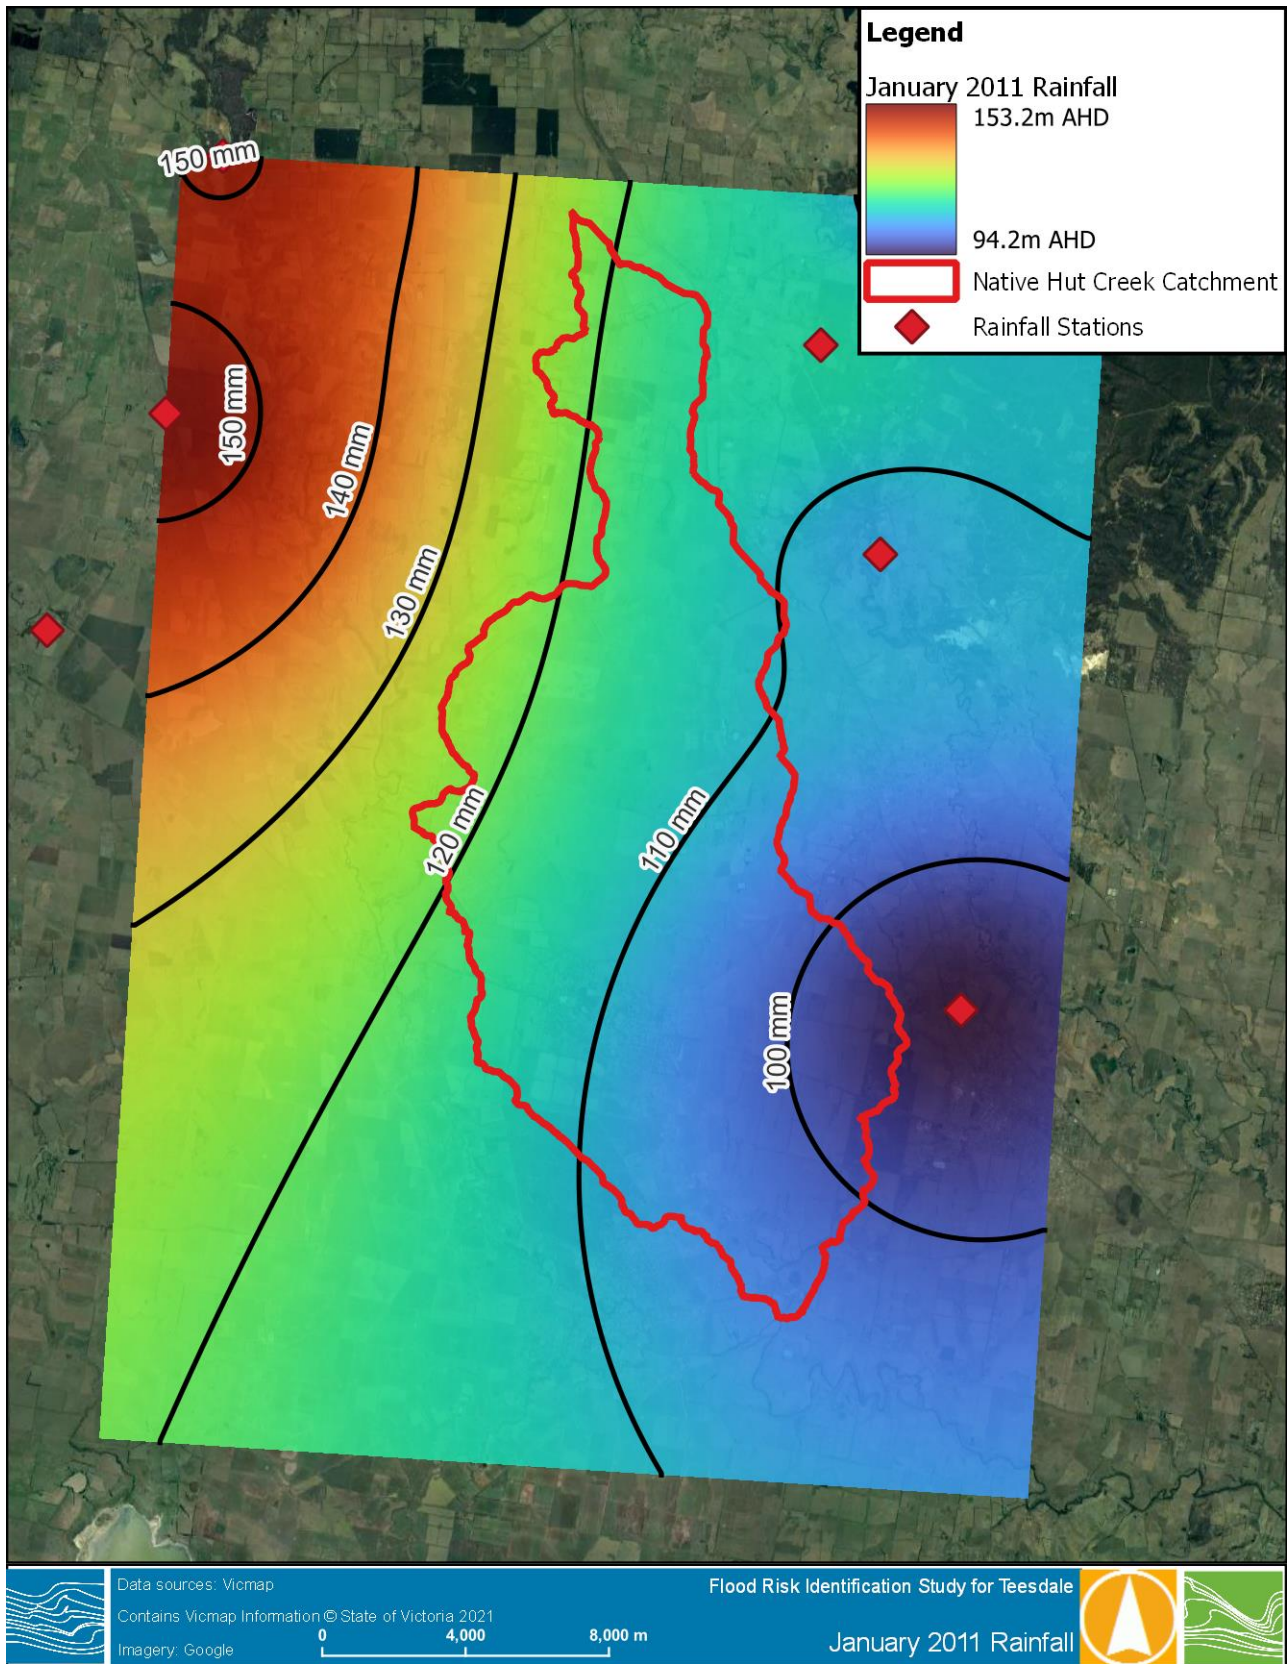 Legend
January 2011 Rainfall
153.2m AHD
94.2m AHD
Native Hut Creek Catchment
Rainfall Stations
150 mm
150 mm
140 mm
130 mm
120 mm
110 mm
100 mm
Data sources: Vicmap
Contains Vicmap Information © State of Victoria 2021
Imagery: Google
0 4,000 8,000 m
Flood Risk Identification Study for Teesdale
January 2011 Rainfall